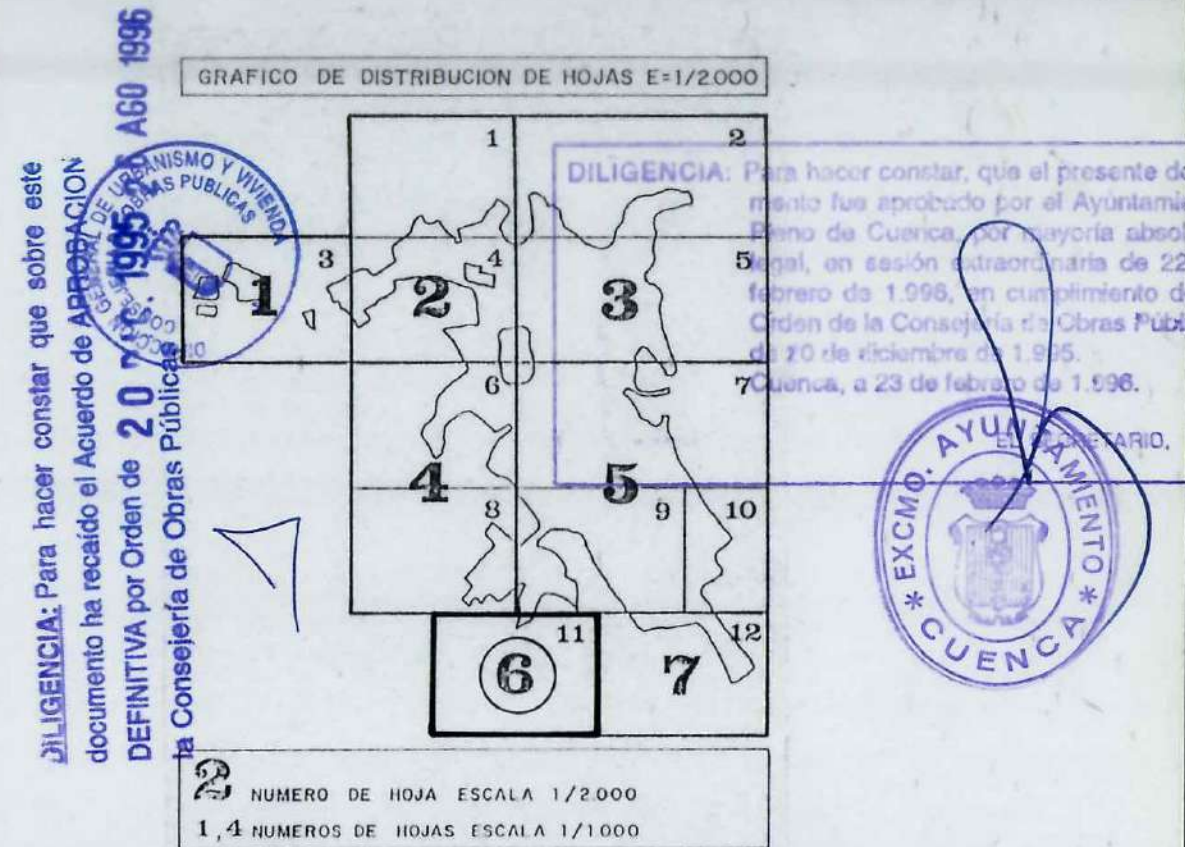 GRAFICO DE DISTRIBUCION DE HOJAS E=1/2.000
DILIGENCIA: Para hacer constar que sobre este
documento ha recaído el Acuerdo de APROBACION
DEFINITIVA por Orden de 20 DIC. 1995
AGO 1996
la Consejería de Obras Públicas
URBANISMO Y VIVIENDA
OBRAS PUBLICAS
DILIGENCIA: Para hacer constar, que el presente
mento fue aprobado por el Ayuntamie
Pleno de Cuenca, por mayoría absol
legal, en sesión extraordinaria de 22
febrero de 1.996, en cumplimiento d
Orden de la Consejería de Obras Públi
de 20 de diciembre de 1.995.
Cuenca, a 23 de febrero de 1.996.
EL SECRETARIO,
EXCMO. AYUNTAMIENTO
* CUENCA *
1
2
3
4
5
1
2
3
6
7
4
5
8
9
10
11
12
6
7
2 NUMERO DE HOJA ESCALA 1/2.000
1,4 NUMEROS DE HOJAS ESCALA 1/1000